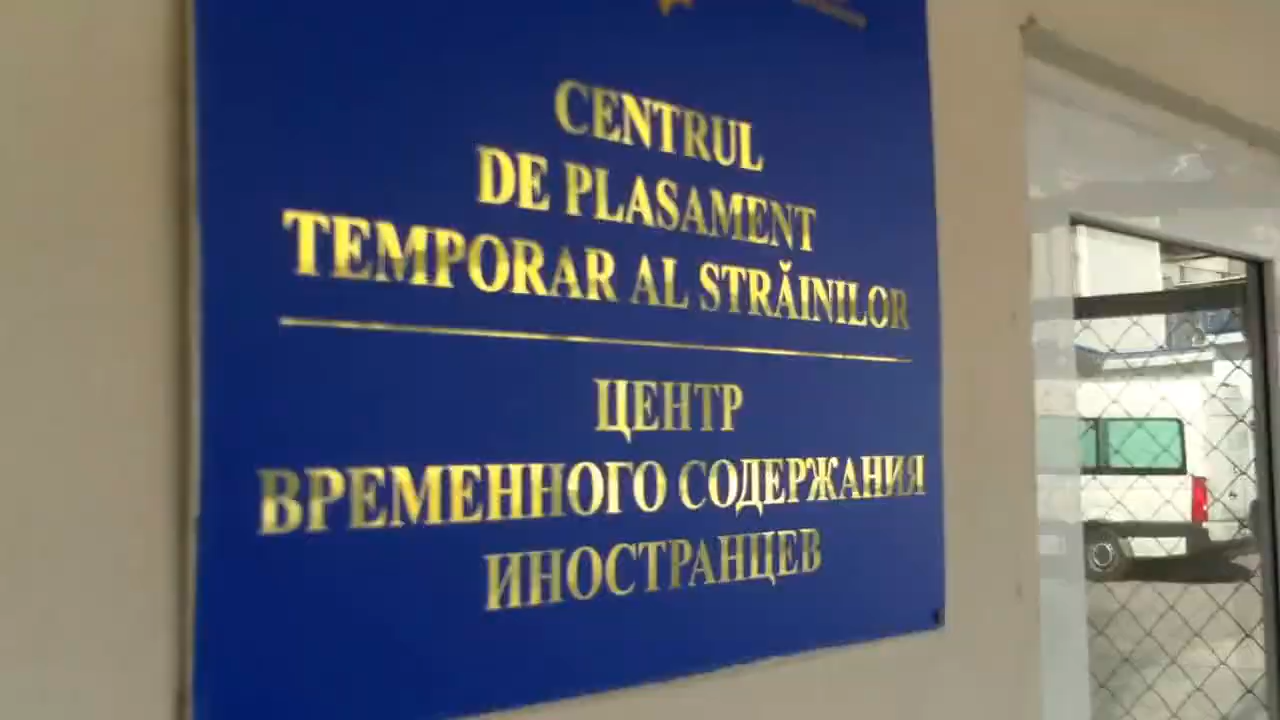 CENTRUL
DE PLASAMENT
TEMPORAR AL STRĂINILOR
ЦЕНТР
ВРЕМЕННОГО СОДЕРЖАНИЯ
ИНОСТРАНЦЕВ